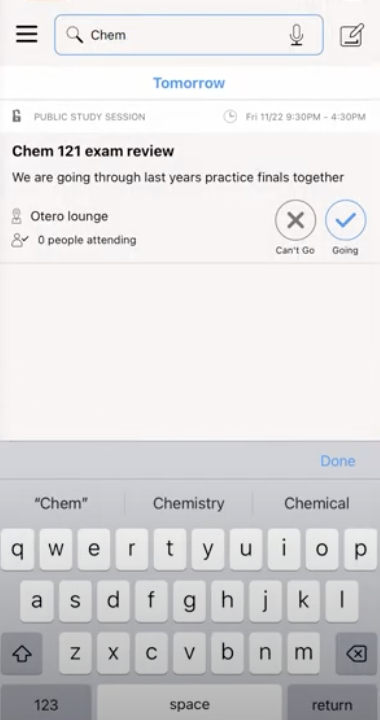 Chem
Tomorrow
PUBLIC STUDY SESSION Fri 11/22 9:30PM - 4:30PM
Chem 121 exam review
We are going through last years practice finals together
Otero lounge
0 people attending
Can't Go Going
Done
"Chem" Chemistry Chemical
q w e r t y u i o p
a s d f g h j k l
z x c v b n m
123 space return